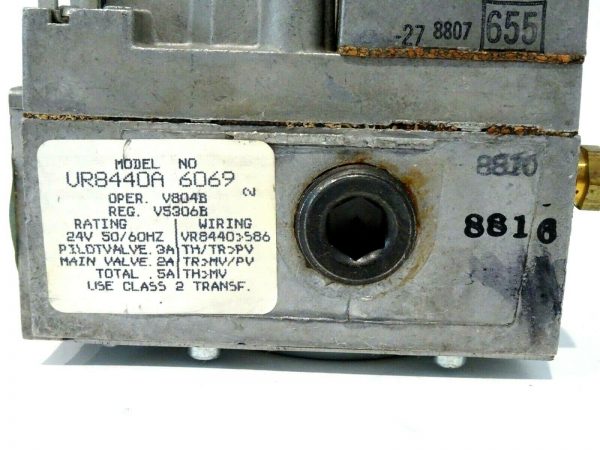 -27 8807 655
MODEL NO
VR8440A 6069 2
OPER. V804B
REG. V5306B
RATING WIRING
24V 50/60HZ VR8440>586
PILOTVALVE .3A TH/TR>PV
MAIN VALVE .2A TR>MV/PV
TOTAL .5A TH>MV
USE CLASS 2 TRANSF.
8810
8816